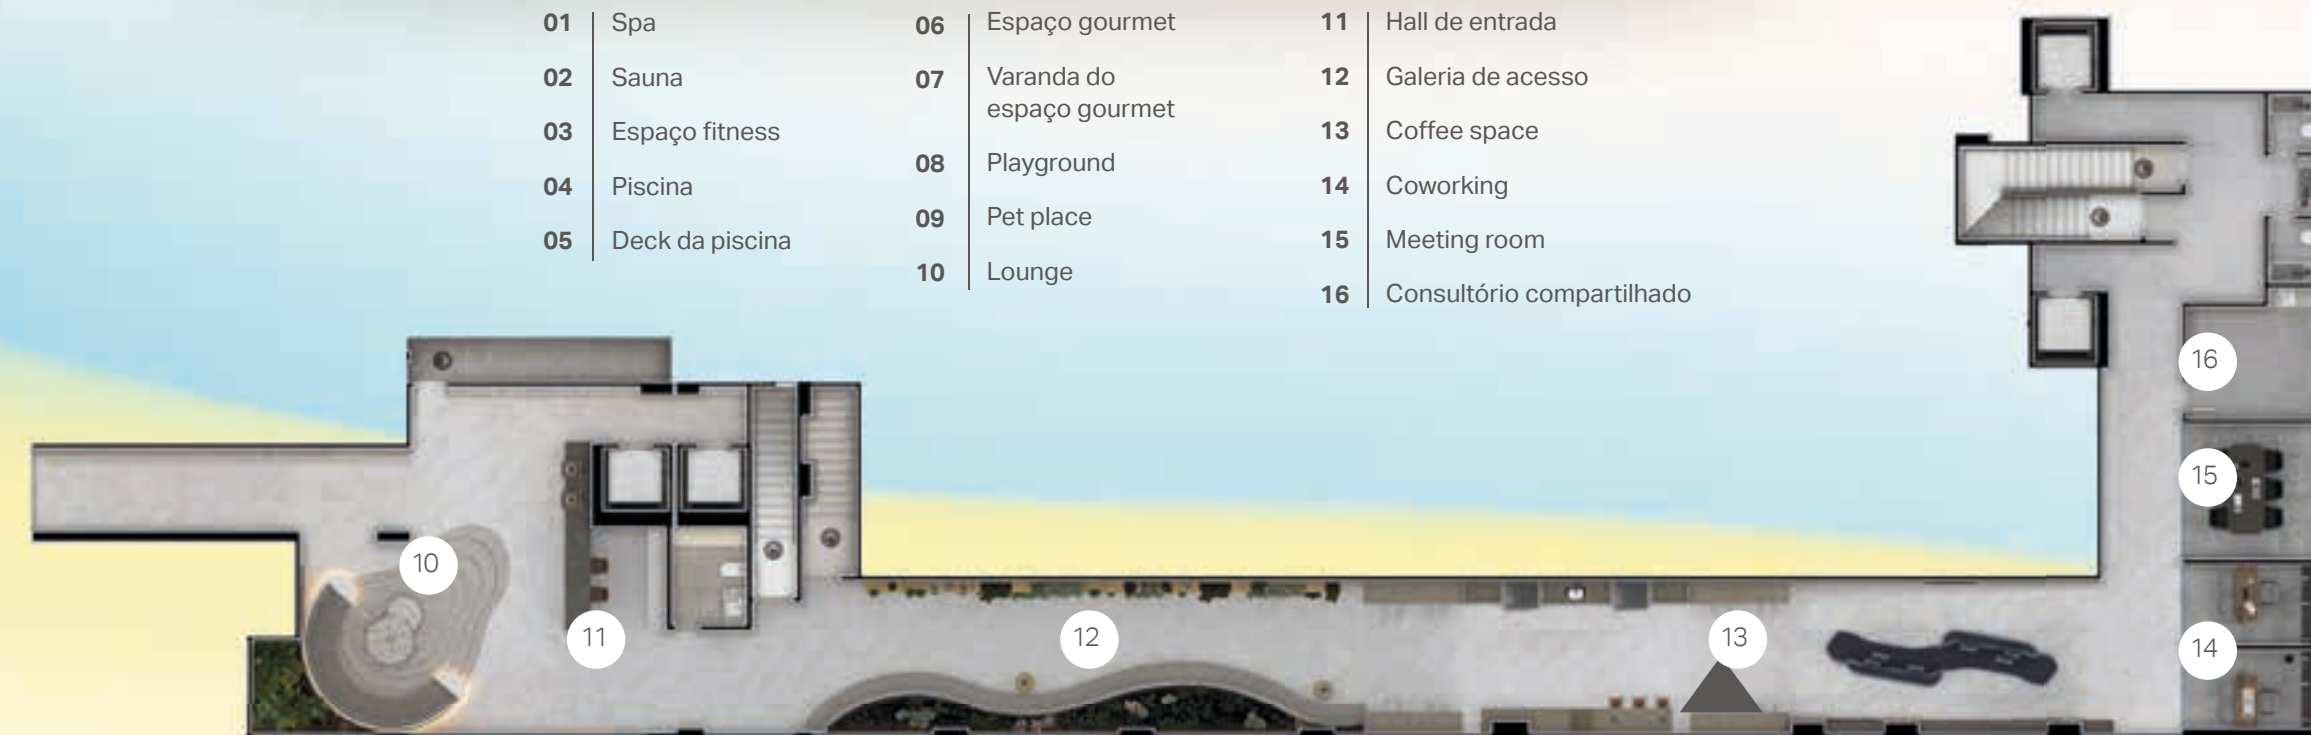 01 Spa
02 Sauna
03 Espaço fitness
04 Piscina
05 Deck da piscina
06 Espaço gourmet
07 Varanda do
espaço gourmet
08 Playground
09 Pet place
10 Lounge
11 Hall de entrada
12 Galeria de acesso
13 Coffee space
14 Coworking
15 Meeting room
16 Consultório compartilhado
16
15
10
11
12
13
14